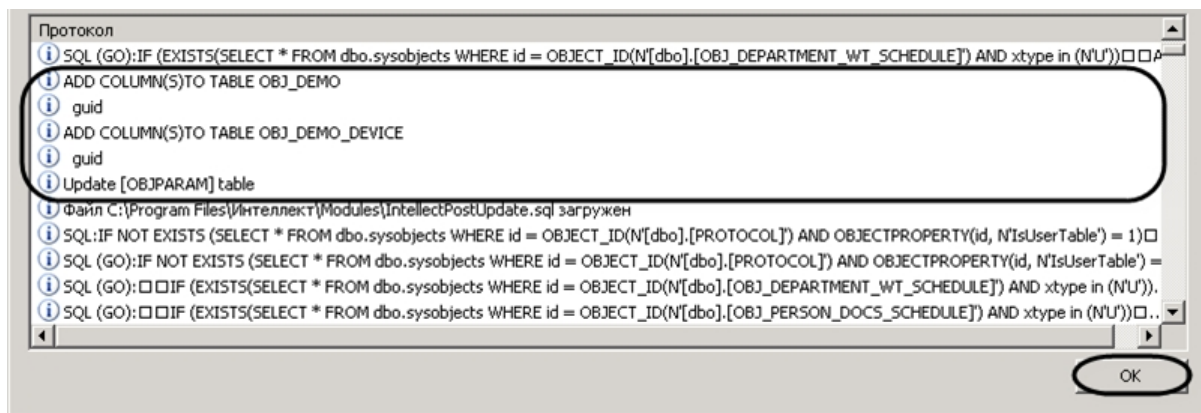 Протокол
SQL (GO):IF (EXISTS(SELECT * FROM dbo.sysobjects WHERE id = OBJECT_ID(N'[dbo].[OBJ_DEPARTMENT_WT_SCHEDULE]') AND xtype in (N'U'))□□A
ADD COLUMN(S)TO TABLE OBJ_DEMO
guid
ADD COLUMN(S)TO TABLE OBJ_DEMO_DEVICE
guid
Update [OBJPARAM] table
Файл C:\Program Files\Интеллект\Modules\IntellectPostUpdate.sql загружен
SQL:IF NOT EXISTS (SELECT * FROM dbo.sysobjects WHERE id = OBJECT_ID(N'[dbo].[PROTOCOL]') AND OBJECTPROPERTY(id, N'IsUserTable') = 1)□
SQL (GO):IF NOT EXISTS (SELECT * FROM dbo.sysobjects WHERE id = OBJECT_ID(N'[dbo].[PROTOCOL]') AND OBJECTPROPERTY(id, N'IsUserTable') =
SQL (GO):□□IF (EXISTS(SELECT * FROM dbo.sysobjects WHERE id = OBJECT_ID(N'[dbo].[OBJ_DEPARTMENT_WT_SCHEDULE]') AND xtype in (N'U')).
SQL (GO):□□IF (EXISTS(SELECT * FROM dbo.sysobjects WHERE id = OBJECT_ID(N'[dbo].[OBJ_PERSON_DOCS_SCHEDULE]') AND xtype in (N'U'))□..
OK